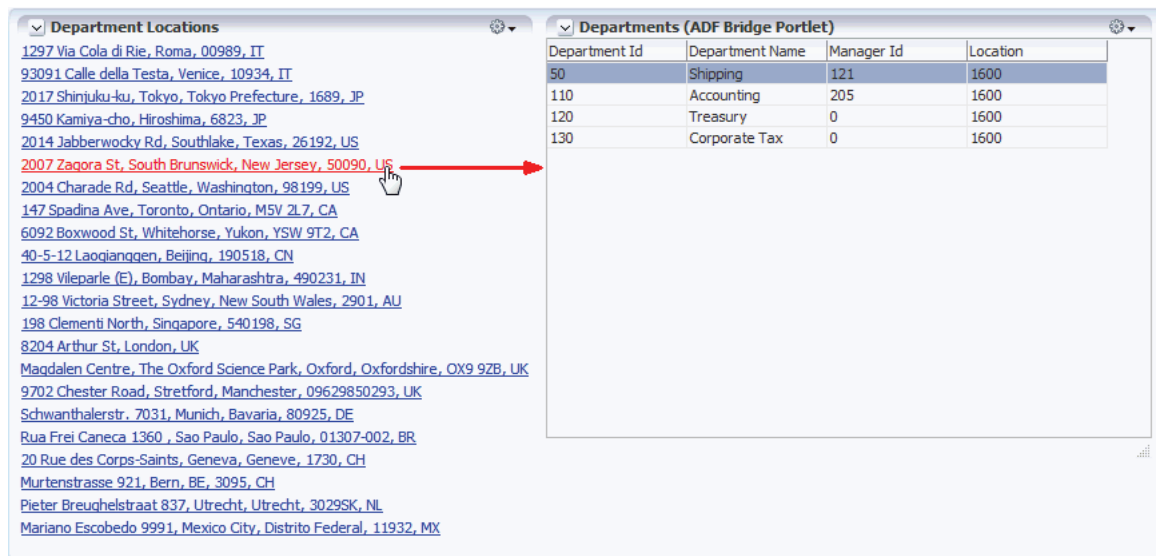 Department Locations
1297 Via Cola di Rie, Roma, 00989, IT
93091 Calle della Testa, Venice, 10934, IT
2017 Shinjuku-ku, Tokyo, Tokyo Prefecture, 1689, JP
9450 Kamiya-cho, Hiroshima, 6823, JP
2014 Jabberwocky Rd, Southlake, Texas, 26192, US
2007 Zagora St, South Brunswick, New Jersey, 50090, US
2004 Charade Rd, Seattle, Washington, 98199, US
147 Spadina Ave, Toronto, Ontario, M5V 2L7, CA
6092 Boxwood St, Whitehorse, Yukon, YSW 9T2, CA
40-5-12 Laogianggen, Beijing, 190518, CN
1298 Vileparle (E), Bombay, Maharashtra, 490231, IN
12-98 Victoria Street, Sydney, New South Wales, 2901, AU
198 Clementi North, Singapore, 540198, SG
8204 Arthur St, London, UK
Magdalen Centre, The Oxford Science Park, Oxford, Oxfordshire, OX9 9ZB, UK
9702 Chester Road, Stretford, Manchester, 09629850293, UK
Schwanthalerstr. 7031, Munich, Bavaria, 80925, DE
Rua Frei Caneca 1360 , Sao Paulo, Sao Paulo, 01307-002, BR
20 Rue des Corps-Saints, Geneva, Geneve, 1730, CH
Murtenstrasse 921, Bern, BE, 3095, CH
Pieter Breughelstraat 837, Utrecht, Utrecht, 3029SK, NL
Mariano Escobedo 9991, Mexico City, Distrito Federal, 11932, MX
Departments (ADF Bridge Portlet)
Department Id Department Name Manager Id Location
50 Shipping 121 1600
110 Accounting 205 1600
120 Treasury 0 1600
130 Corporate Tax 0 1600